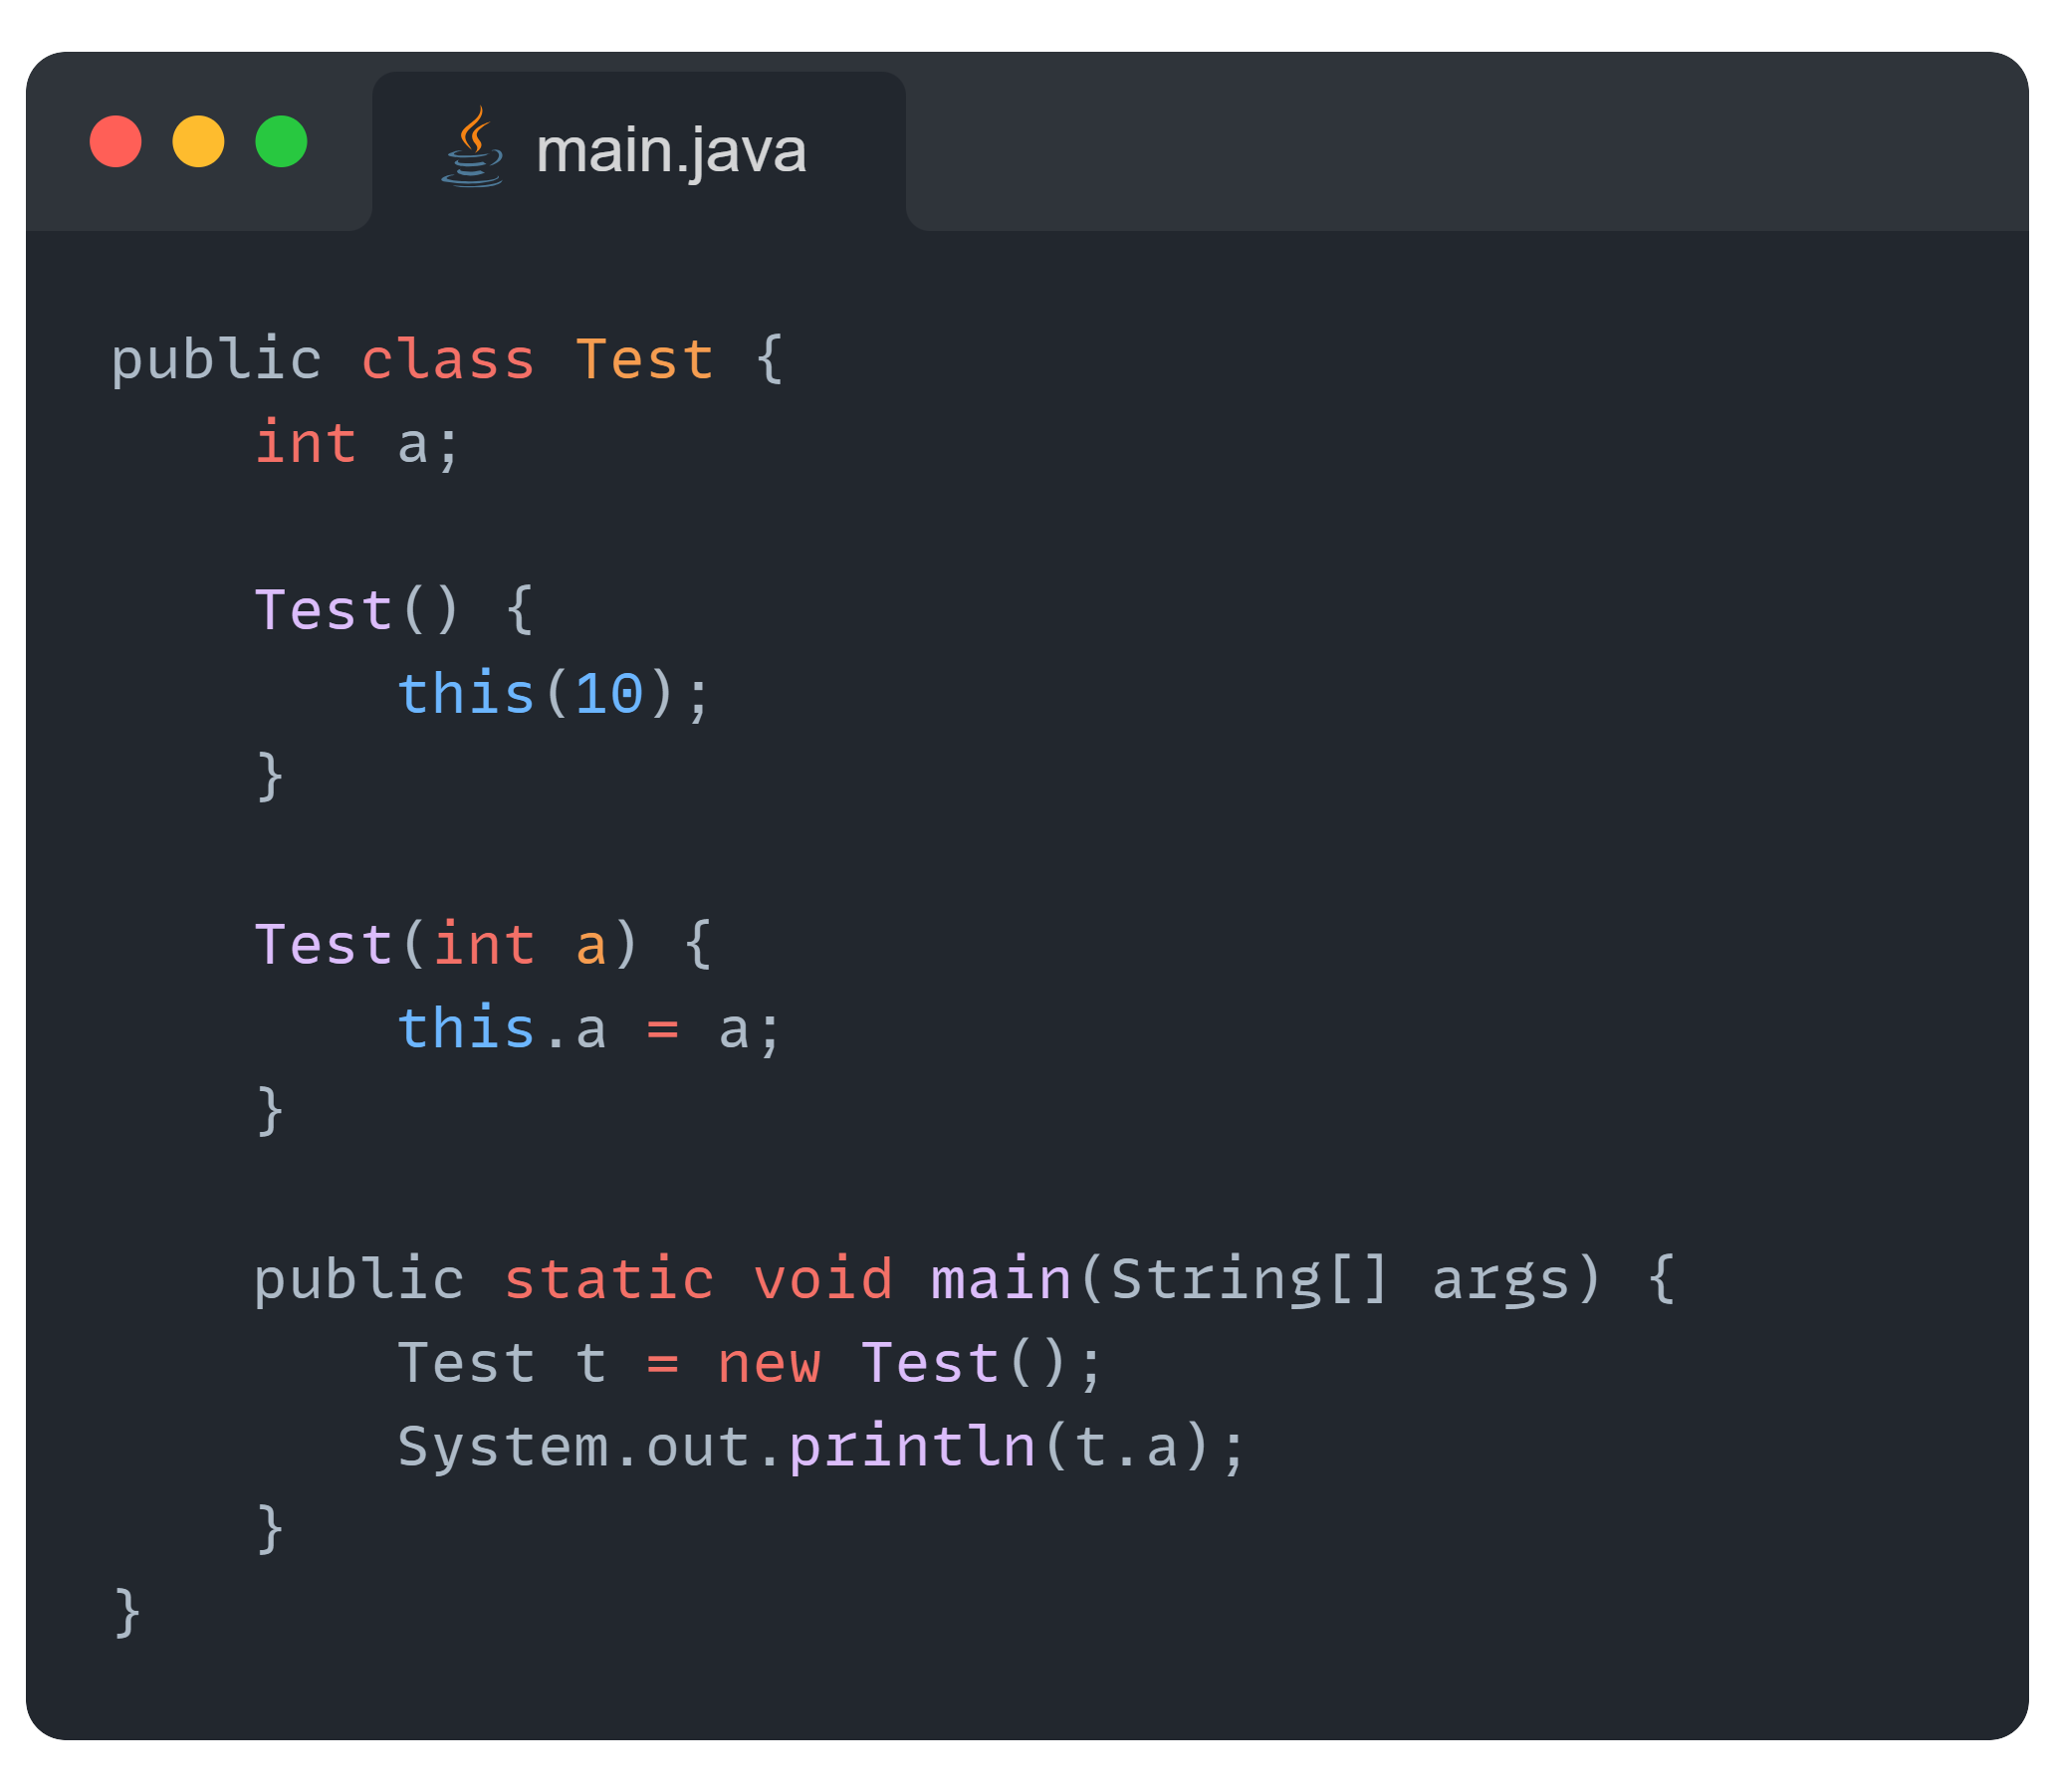 main.java
public class Test {
    int a;

    Test() {
        this(10);
    }

    Test(int a) {
        this.a = a;
    }

    public static void main(String[] args) {
        Test t = new Test();
        System.out.println(t.a);
    }
}